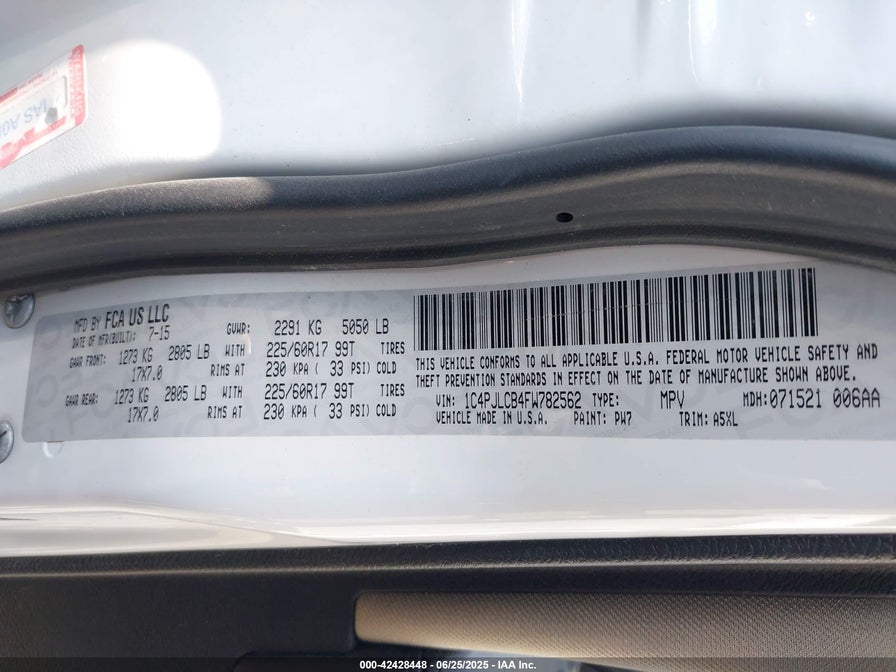 MFD BY FCA US LLC
DATE OF MFR(BUILT): 7-15 GVWR: 2291 KG 5050 LB
GAWR FRONT: 1273 KG 2805 LB WITH 225/60R17 99T TIRES
17X7.0 RIMS AT 230 KPA ( 33 PSI) COLD
GAWR REAR: 1273 KG 2805 LB WITH 225/60R17 99T TIRES
17X7.0 RIMS AT 230 KPA ( 33 PSI) COLD
THIS VEHICLE CONFORMS TO ALL APPLICABLE U.S.A. FEDERAL MOTOR VEHICLE SAFETY AND
THEFT PREVENTION STANDARDS IN EFFECT ON THE DATE OF MANUFACTURE SHOWN ABOVE.
VIN: 1C4PJLCB4FW782562 TYPE: MPV MDH: 071521 006AA
VEHICLE MADE IN U.S.A. PAINT: PW7 TRIM: A5XL
000-42428448 - 06/25/2025 - IAA Inc.